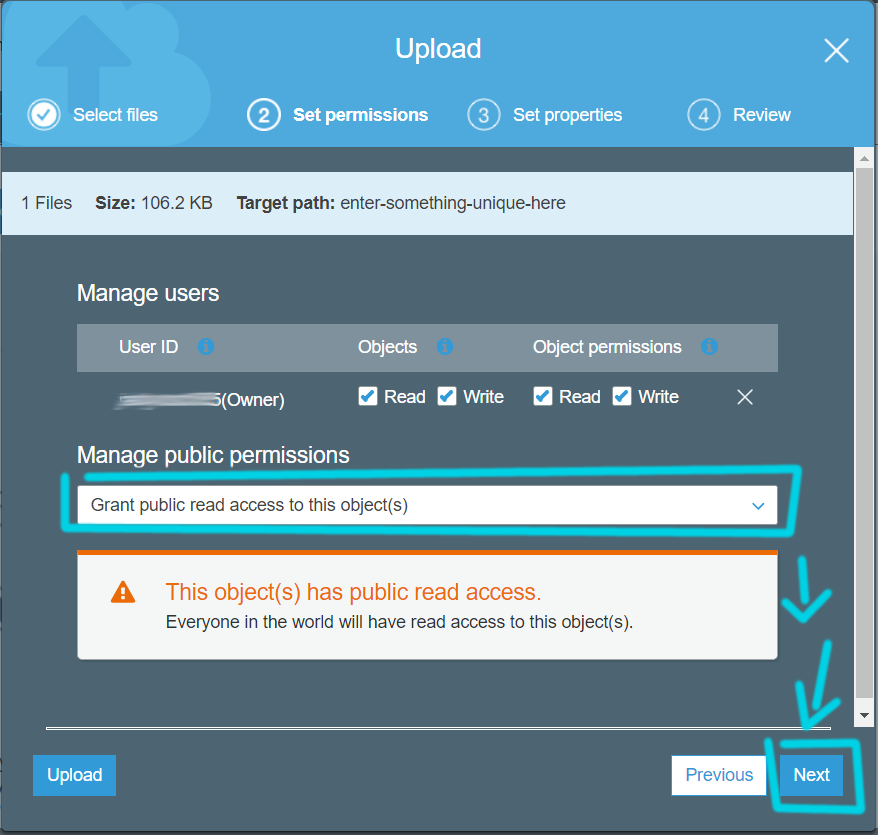 Upload
Select files 2 Set permissions 3 Set properties 4 Review
1 Files Size: 106.2 KB Target path: enter-something-unique-here
Manage users
User ID Objects Object permissions
(Owner) Read Write Read Write
Manage public permissions
Grant public read access to this object(s)
This object(s) has public read access.
Everyone in the world will have read access to this object(s).
Upload Previous Next